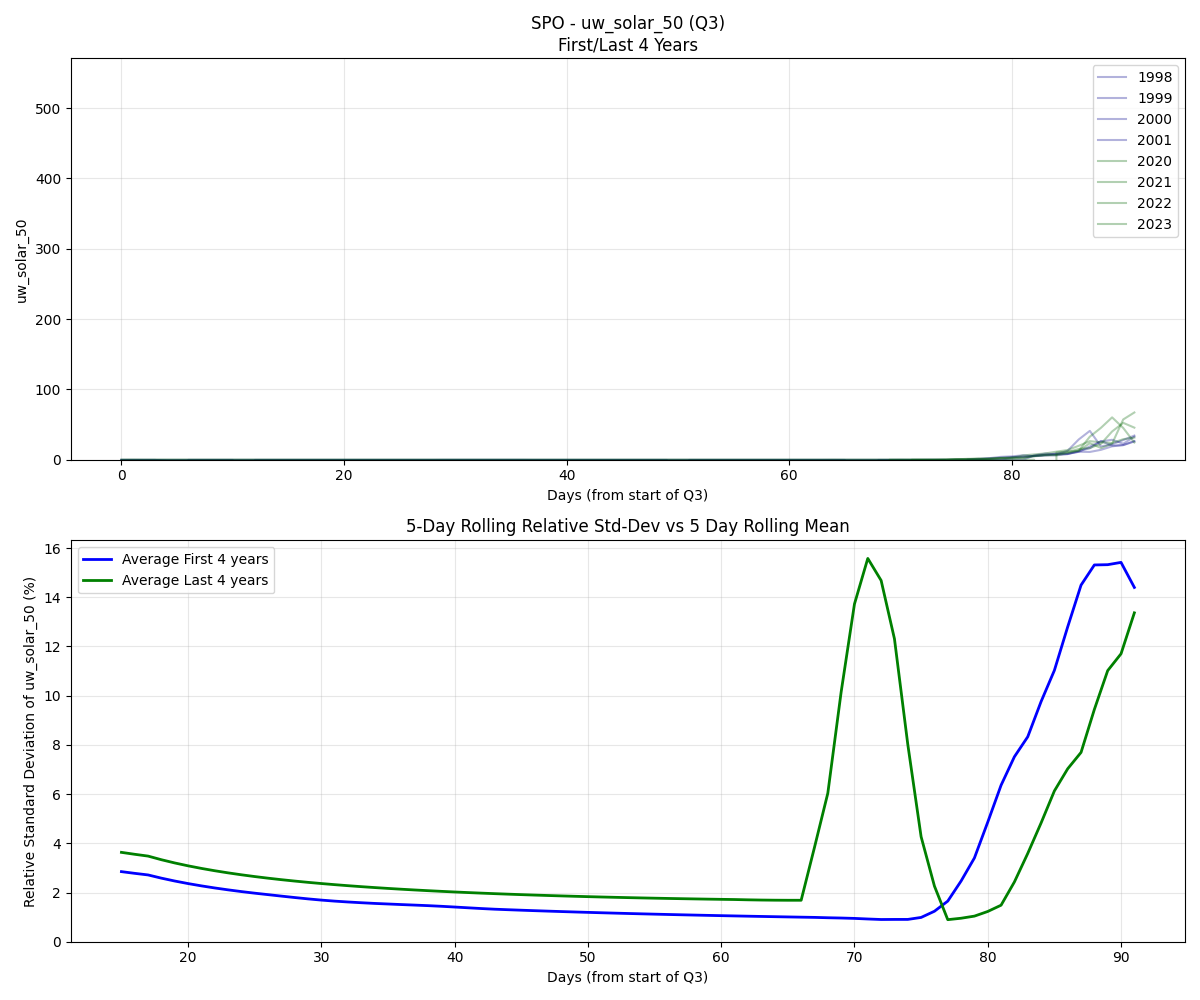 SPO - uw_solar_50 (Q3)
First/Last 4 Years
uw_solar_50
500
400
300
200
100
0
0 20 40 60 80
Days (from start of Q3)
1998
1999
2000
2001
2020
2021
2022
2023
5-Day Rolling Relative Std-Dev vs 5 Day Rolling Mean
Relative Standard Deviation of uw_solar_50 (%)
16
14
12
10
8
6
4
2
0
Average First 4 years
Average Last 4 years
20 30 40 50 60 70 80 90
Days (from start of Q3)